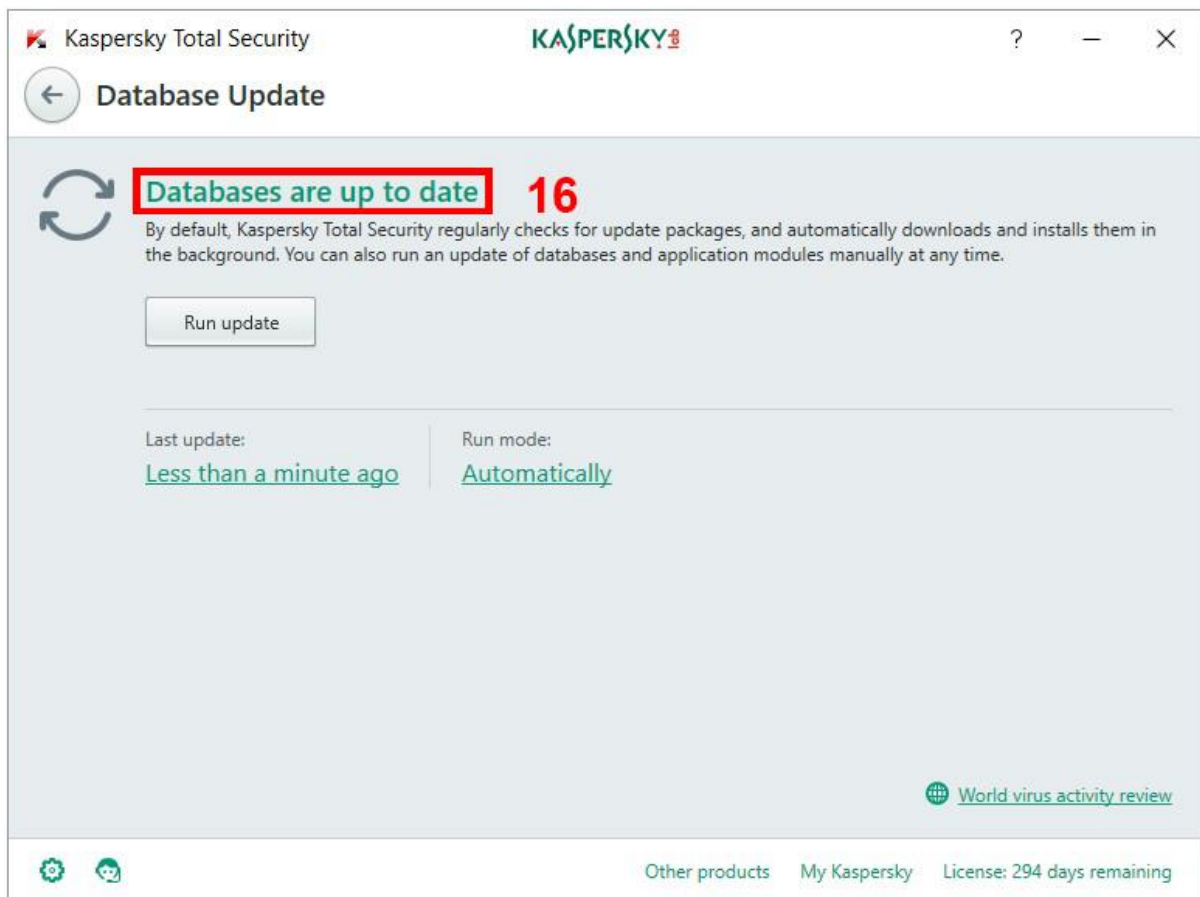 Kaspersky Total Security
KASPERSKY lab
?
Database Update
Databases are up to date
16
By default, Kaspersky Total Security regularly checks for update packages, and automatically downloads and installs them in
the background. You can also run an update of databases and application modules manually at any time.
Run update
Last update:
Run mode:
Less than a minute ago
Automatically
World virus activity review
Other products
My Kaspersky
License: 294 days remaining